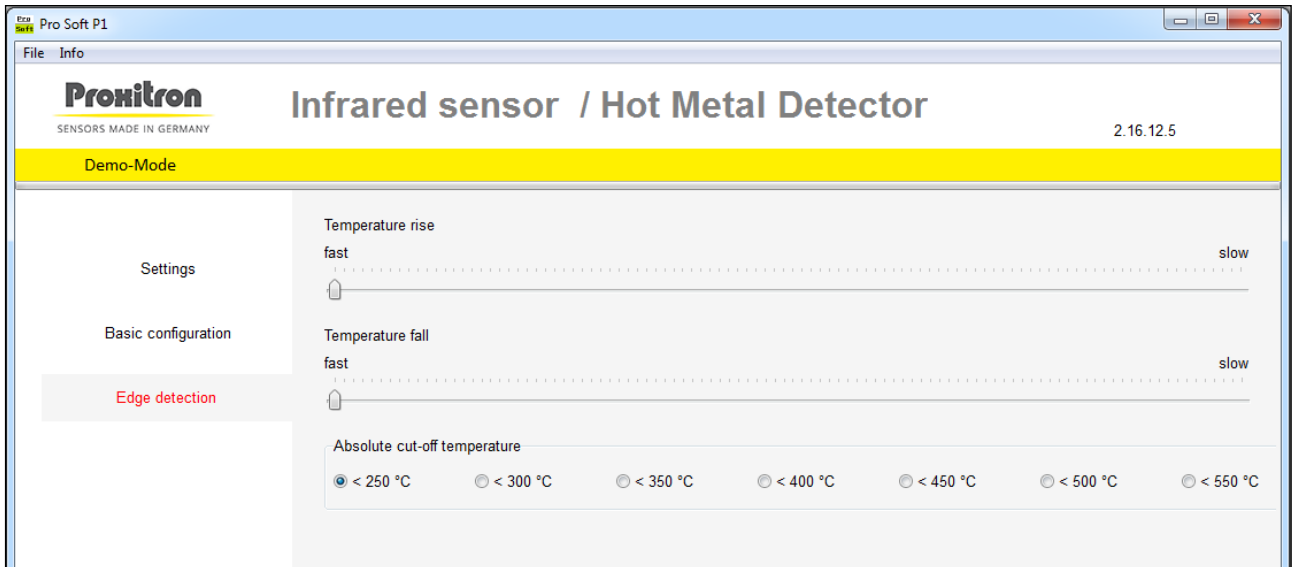 Pro Soft Pro Soft P1
File Info
Proxitron
SENSORS MADE IN GERMANY
Infrared sensor / Hot Metal Detector
2.16.12.5
Demo-Mode
Settings
Basic configuration
Edge detection
Temperature rise
fast slow
Temperature fall
fast slow
Absolute cut-off temperature
< 250 °C < 300 °C < 350 °C < 400 °C < 450 °C < 500 °C < 550 °C